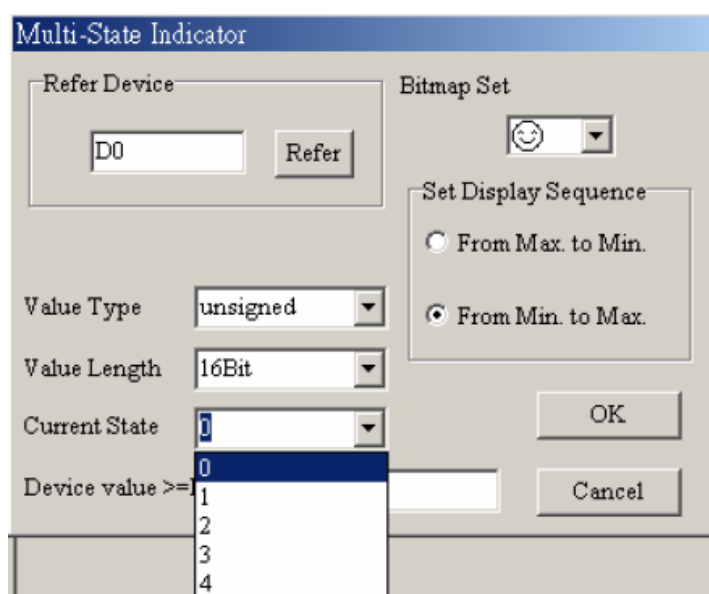 Multi-State Indicator
Refer Device
D0
Refer
Bitmap Set
Set Display Sequence
From Max. to Min.
From Min. to Max.
Value Type
unsigned
Value Length
16Bit
Current State
0
0
1
2
3
4
Device value >=
OK
Cancel